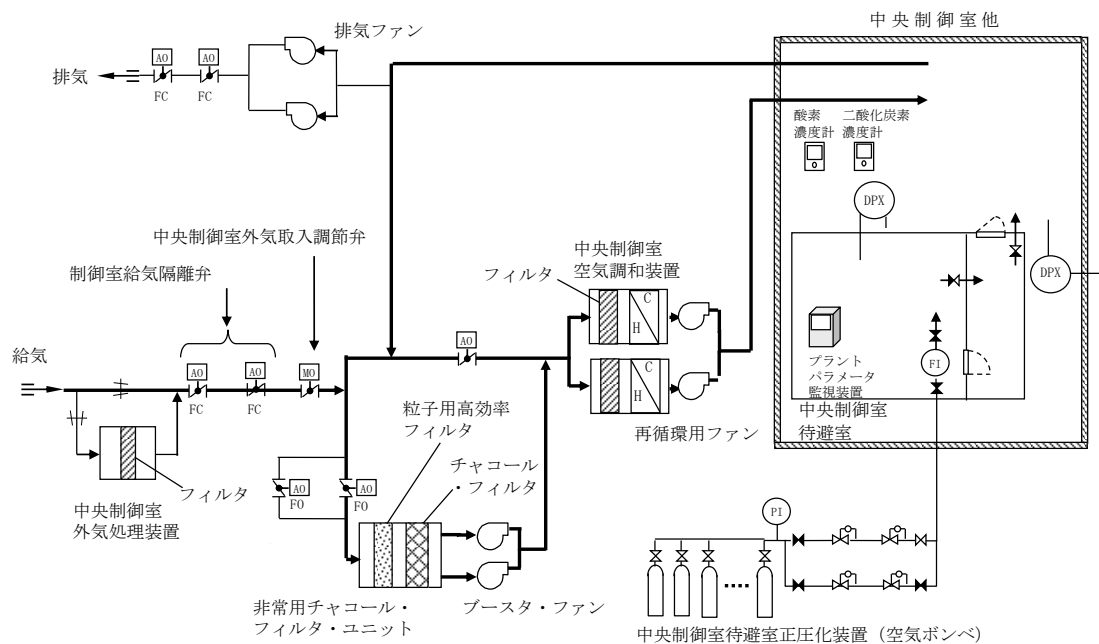 中央制御室他
排気ファン
AO
AO
排気
FC
FC
酸素
濃度計
二酸化炭素
濃度計
DPX
DPX
中央制御室外気取入調節弁
制御室給気隔離弁
中央制御室
空気調和装置
フィルタ
C
H
C
H
AO
給気
AO
AO
MO
FC
FC
FI
プラント
パラメータ
監視装置
中央制御室
待避室
再循環用ファン
粒子用高効率
フィルタ
チャコール
・フィルタ
AO
FO
AO
FO
フィルタ
中央制御室
外気処理装置
PI
非常用チャコール・
フィルタ・ユニット
ブースタ・ファン
中央制御室待避室正圧化装置（空気ボンベ）